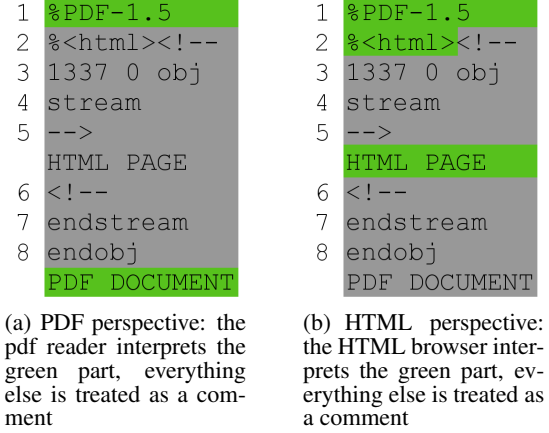 1 %PDF-1.5
2 %<html><!--
3 1337 0 obj
4 stream
5 -->
HTML PAGE
6 <!--
7 endstream
8 endobj
PDF DOCUMENT
(a) PDF perspective: the
pdf reader interprets the
green part, everything
else is treated as a com-
ment
1 %PDF-1.5
2 %<html><!--
3 1337 0 obj
4 stream
5 -->
HTML PAGE
6 <!--
7 endstream
8 endobj
PDF DOCUMENT
(b) HTML perspective:
the HTML browser inter-
prets the green part, ev-
erything else is treated as
a comment